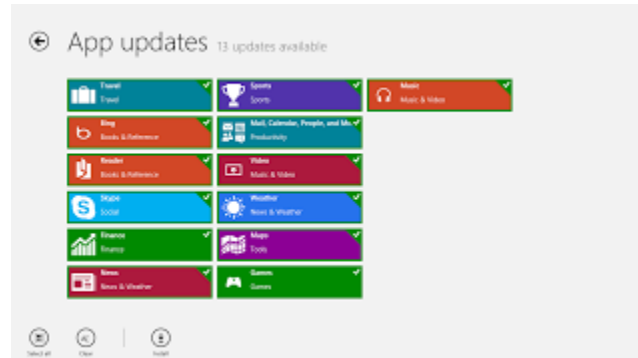 App updates 13 updates available
Travel
Travel
Bing
Books & Reference
Reader
Books & Reference
Skype
Social
Finance
Finance
News
News & Weather
Sports
Sports
Mail, Calendar, People, and Me
Productivity
Video
Music & Video
Weather
News & Weather
Maps
Tools
Games
Games
Music
Music & Video
Select all
Clear
Install